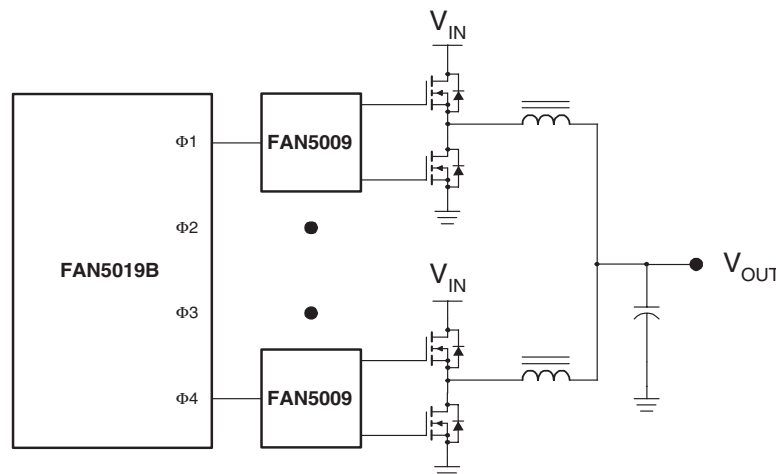 V_IN
Φ1
FAN5009
Φ2
FAN5019B
V_IN
V_OUT
Φ3
Φ4
FAN5009